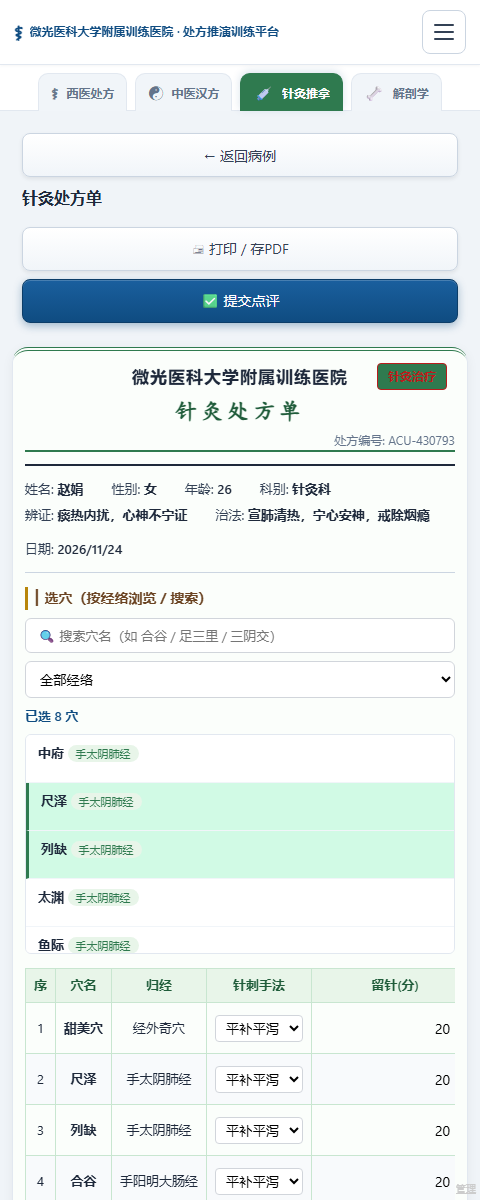 微光医科大学附属训练医院 · 处方推演训练平台
西医处方 中医汉方 针灸推拿 解剖学
← 返回病例
针灸处方单
打印 / 存PDF
提交点评
微光医科大学附属训练医院
针灸治疗
针灸处方单
处方编号: ACU-430793
姓名: 赵娟 性别: 女 年龄: 26 科别: 针灸科
辨证: 痰热内扰，心神不宁证 治法: 宣肺清热，宁心安神，戒除烟瘾
日期: 2026/11/24
选穴（按经络浏览 / 搜索）
搜索穴名（如 合谷 / 足三里 / 三阴交）
全部经络
已选 8 穴
中府 手太阴肺经
尺泽 手太阴肺经
列缺 手太阴肺经
太渊 手太阴肺经
鱼际 手太阴肺经
序 穴名 归经 针刺手法 留针(分)
1 甜美穴 经外奇穴 平补平泻 20
2 尺泽 手太阴肺经 平补平泻 20
3 列缺 手太阴肺经 平补平泻 20
4 合谷 手阳明大肠经 平补平泻 20
管理